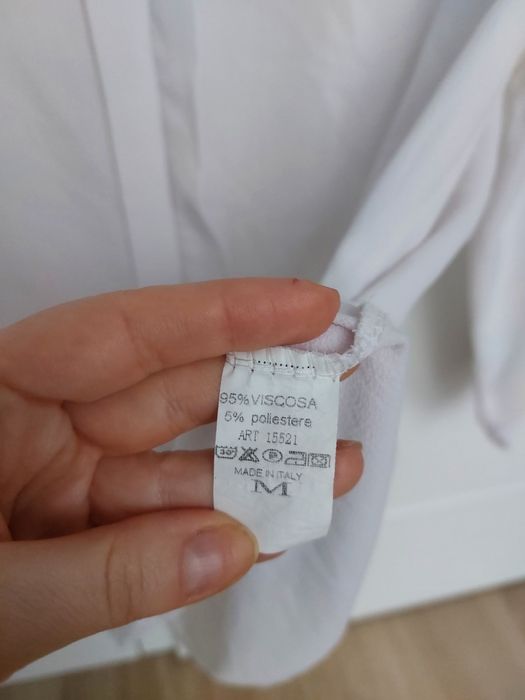 95%VISCOSA
5% poliestere
ART 15521
MADE IN ITALY
M